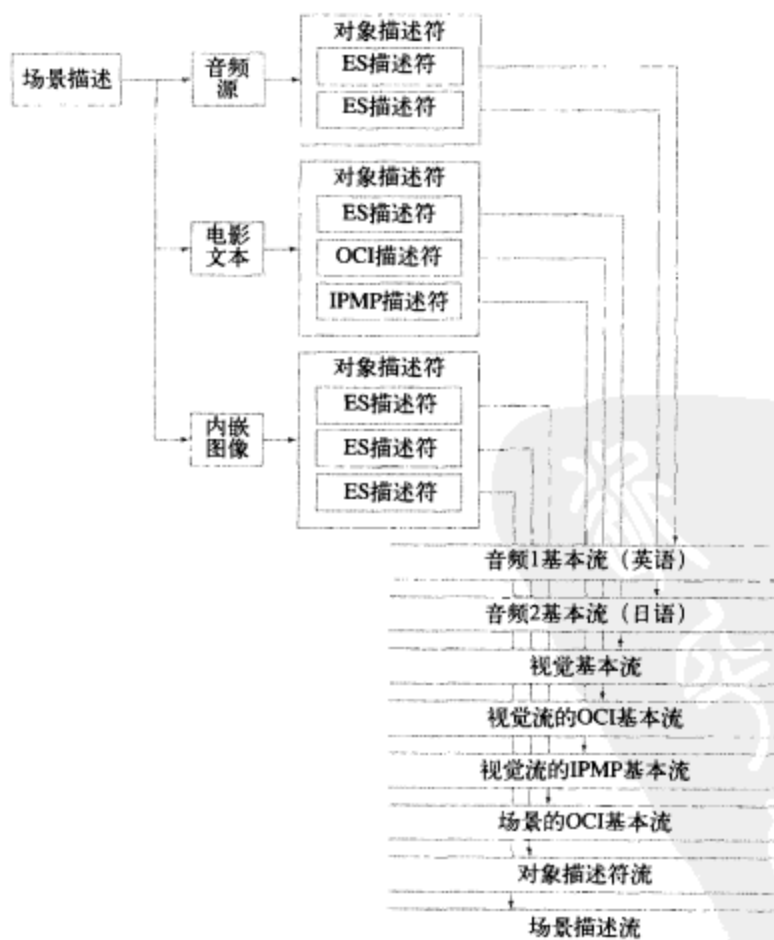 对象描述符
场景描述
音频
源
ES描述符
ES描述符
对象描述符
电影
文本
ES描述符
OCI描述符
IPMP描述符
对象描述符
内嵌
图像
ES描述符
ES描述符
ES描述符
音频1基本流（英语）
音频2基本流（日语）
视觉基本流
视觉流的OCI基本流
视觉流的IPMP基本流
场景的OCI基本流
对象描述符流
场景描述流